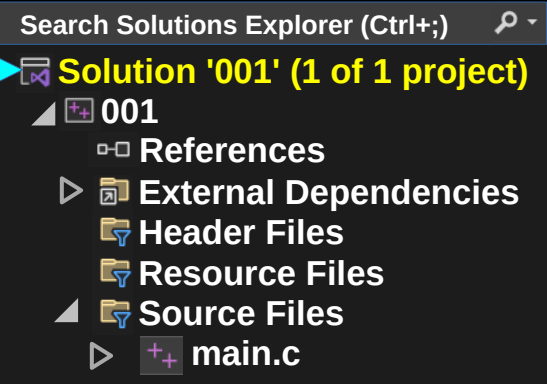 Search Solutions Explorer (Ctrl+;)
Solution '001' (1 of 1 project)
001
References
External Dependencies
Header Files
Resource Files
Source Files
main.c